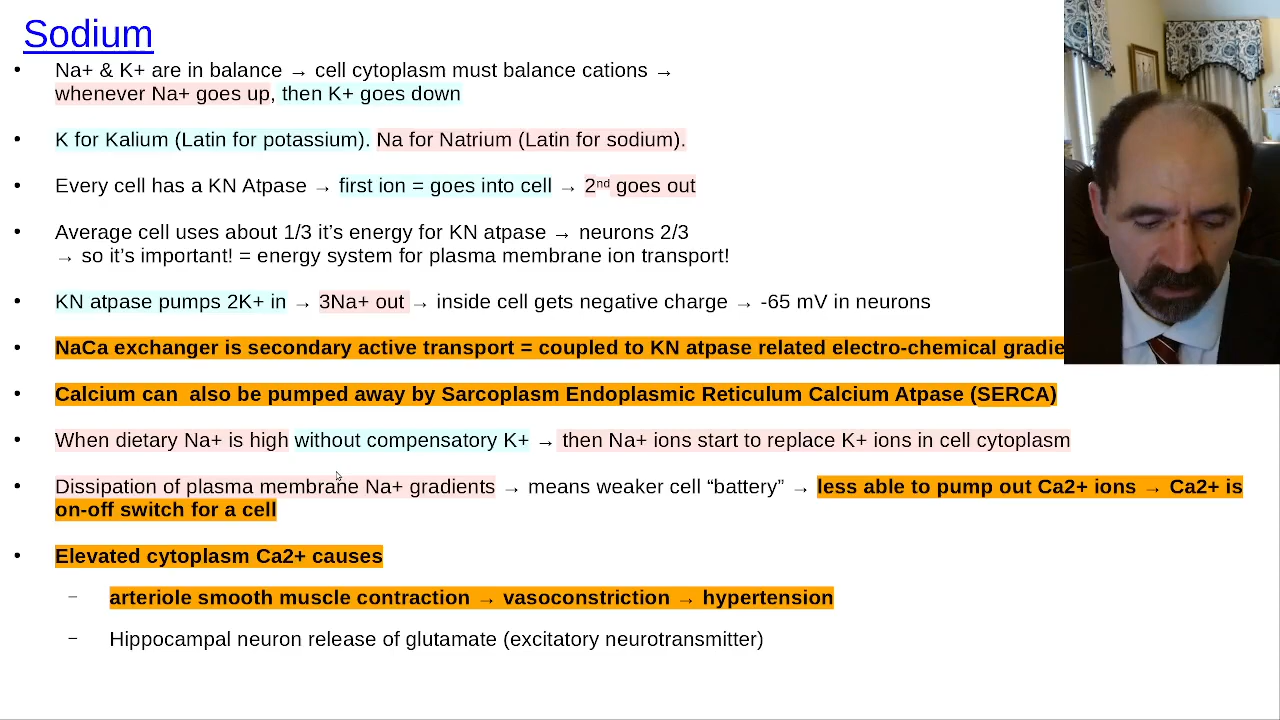 Sodium
• Na+ & K+ are in balance → cell cytoplasm must balance cations →
whenever Na+ goes up, then K+ goes down
• K for Kalium (Latin for potassium). Na for Natrium (Latin for sodium).
• Every cell has a KN Atpase → first ion = goes into cell → 2nd goes out
• Average cell uses about 1/3 it’s energy for KN atpase → neurons 2/3
→ so it’s important! = energy system for plasma membrane ion transport!
• KN atpase pumps 2K+ in → 3Na+ out → inside cell gets negative charge → -65 mV in neurons
• NaCa exchanger is secondary active transport = coupled to KN atpase related electro-chemical gradie
• Calcium can  also be pumped away by Sarcoplasm Endoplasmic Reticulum Calcium Atpase (SERCA)
• When dietary Na+ is high without compensatory K+ → then Na+ ions start to replace K+ ions in cell cytoplasm
• Dissipation of plasma membrane Na+ gradients → means weaker cell “battery” → less able to pump out Ca2+ ions → Ca2+ is
on-off switch for a cell
• Elevated cytoplasm Ca2+ causes
– arteriole smooth muscle contraction → vasoconstriction → hypertension
– Hippocampal neuron release of glutamate (excitatory neurotransmitter)